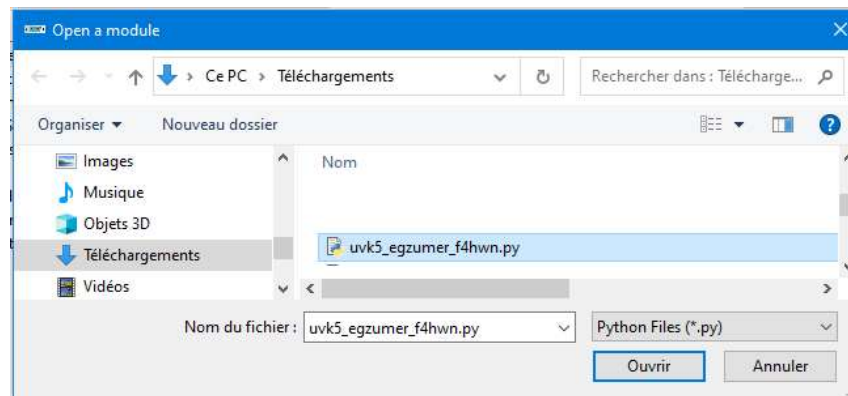 Open a module
Ce PC > Téléchargements
Rechercher dans : Télécharge...
Organiser
Nouveau dossier
Images
Musique
Objets 3D
Téléchargements
Vidéos
Nom
uvk5_egzumer_f4hwn.py
Nom du fichier :
uvk5_egzumer_f4hwn.py
Python Files (*.py)
Ouvrir
Annuler